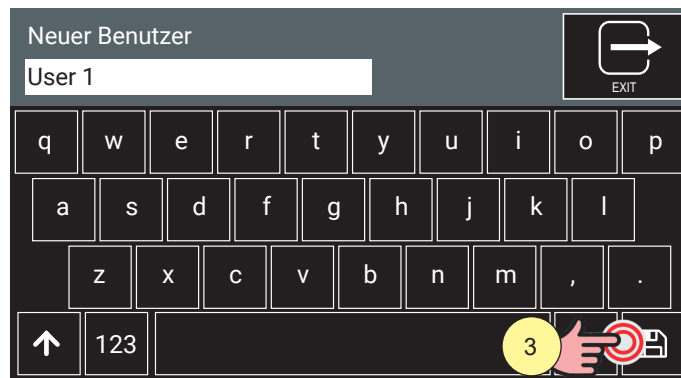 Neuer Benutzer
User 1
EXIT
q w e r t y u i o p
a s d f g h j k l
z x c v b n m , .
123 3